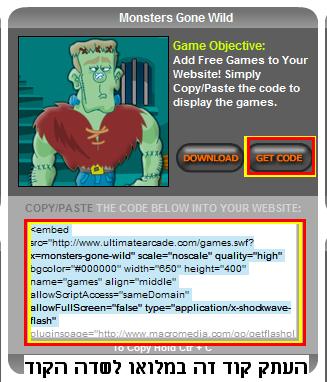 Monsters Gone Wild
Game Objective:
Add Free Games to Your
Website! Simply
Copy/Paste the code to
display the games.
DOWNLOAD
GET CODE
COPY/PASTE THE CODE BELOW INTO YOUR WEBSITE:
<embed
src="http://www.ultimatearcade.com/games.swf?
x=monsters-gone-wild" scale="noscale" quality="high"
bgcolor="#000000" width="650" height="400"
name="games" align="middle"
allowScriptAccess="sameDomain"
allowFullScreen="false" type="application/x-shockwave-
flash"
pluginspage="http://www.macromedia.com/go/getflashpl
To Copy Hold Ctr + C
העתק קוד זה במלואו לשדה הקוד